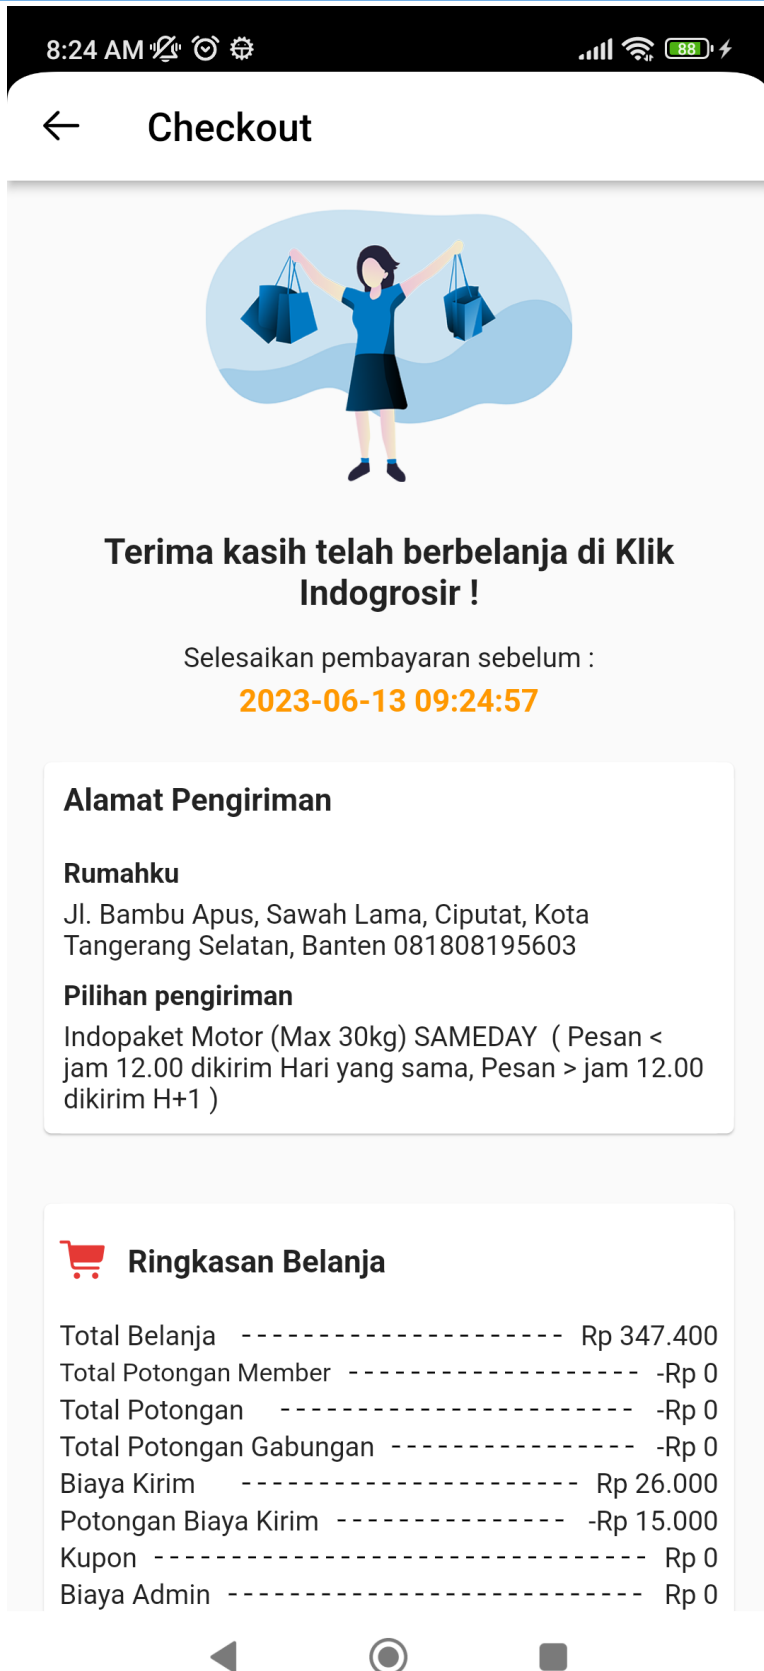 8:24 AM
88
Checkout
Terima kasih telah berbelanja di Klik
Indogrosir !
Selesaikan pembayaran sebelum :
2023-06-13 09:24:57
Alamat Pengiriman
Rumahku
Jl. Bambu Apus, Sawah Lama, Ciputat, Kota
Tangerang Selatan, Banten 081808195603
Pilihan pengiriman
Indopaket Motor (Max 30kg) SAMEDAY  ( Pesan <
jam 12.00 dikirim Hari yang sama, Pesan > jam 12.00
dikirim H+1 )
Ringkasan Belanja
Total Belanja --------------------- Rp 347.400
Total Potongan Member ------------------- -Rp 0
Total Potongan ----------------------- -Rp 0
Total Potongan Gabungan ---------------- -Rp 0
Biaya Kirim ---------------------- Rp 26.000
Potongan Biaya Kirim --------------- -Rp 15.000
Kupon -------------------------------- Rp 0
Biaya Admin --------------------------- Rp 0